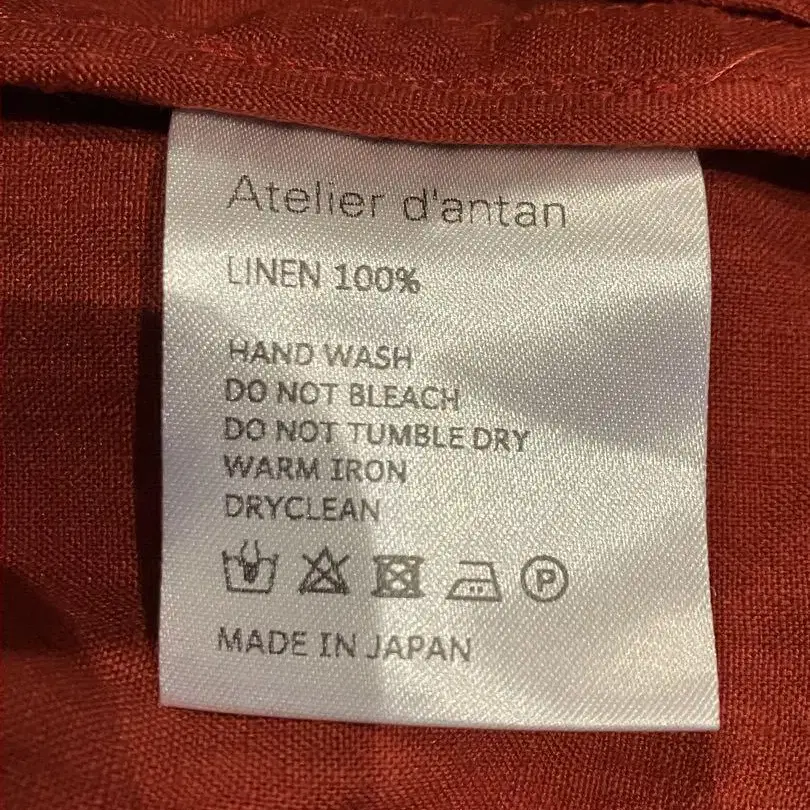 Atelier d'antan
LINEN 100%
HAND WASH
DO NOT BLEACH
DO NOT TUMBLE DRY
WARM IRON
DRYCLEAN
P
MADE IN JAPAN